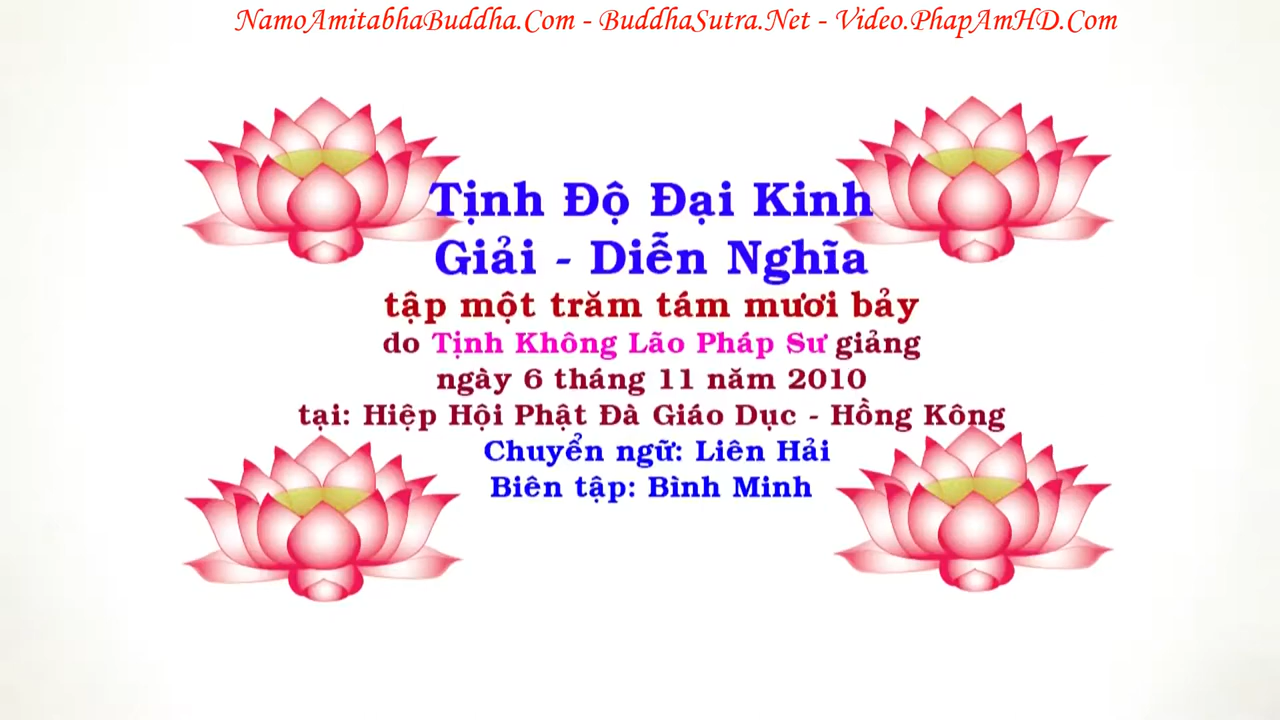 NamoAmitabhaBuddha.Com - BuddhaSutra.Net - Video.PhapAmHD.Com
Tịnh Độ Đại Kinh
Giải - Diễn Nghĩa
tập một trăm tám mươi bảy
do Tịnh Không Lão Pháp Sư giảng
ngày 6 tháng 11 năm 2010
tại: Hiệp Hội Phật Đà Giáo Dục - Hồng Kông
Chuyển ngữ: Liên Hải
Biên tập: Bình Minh